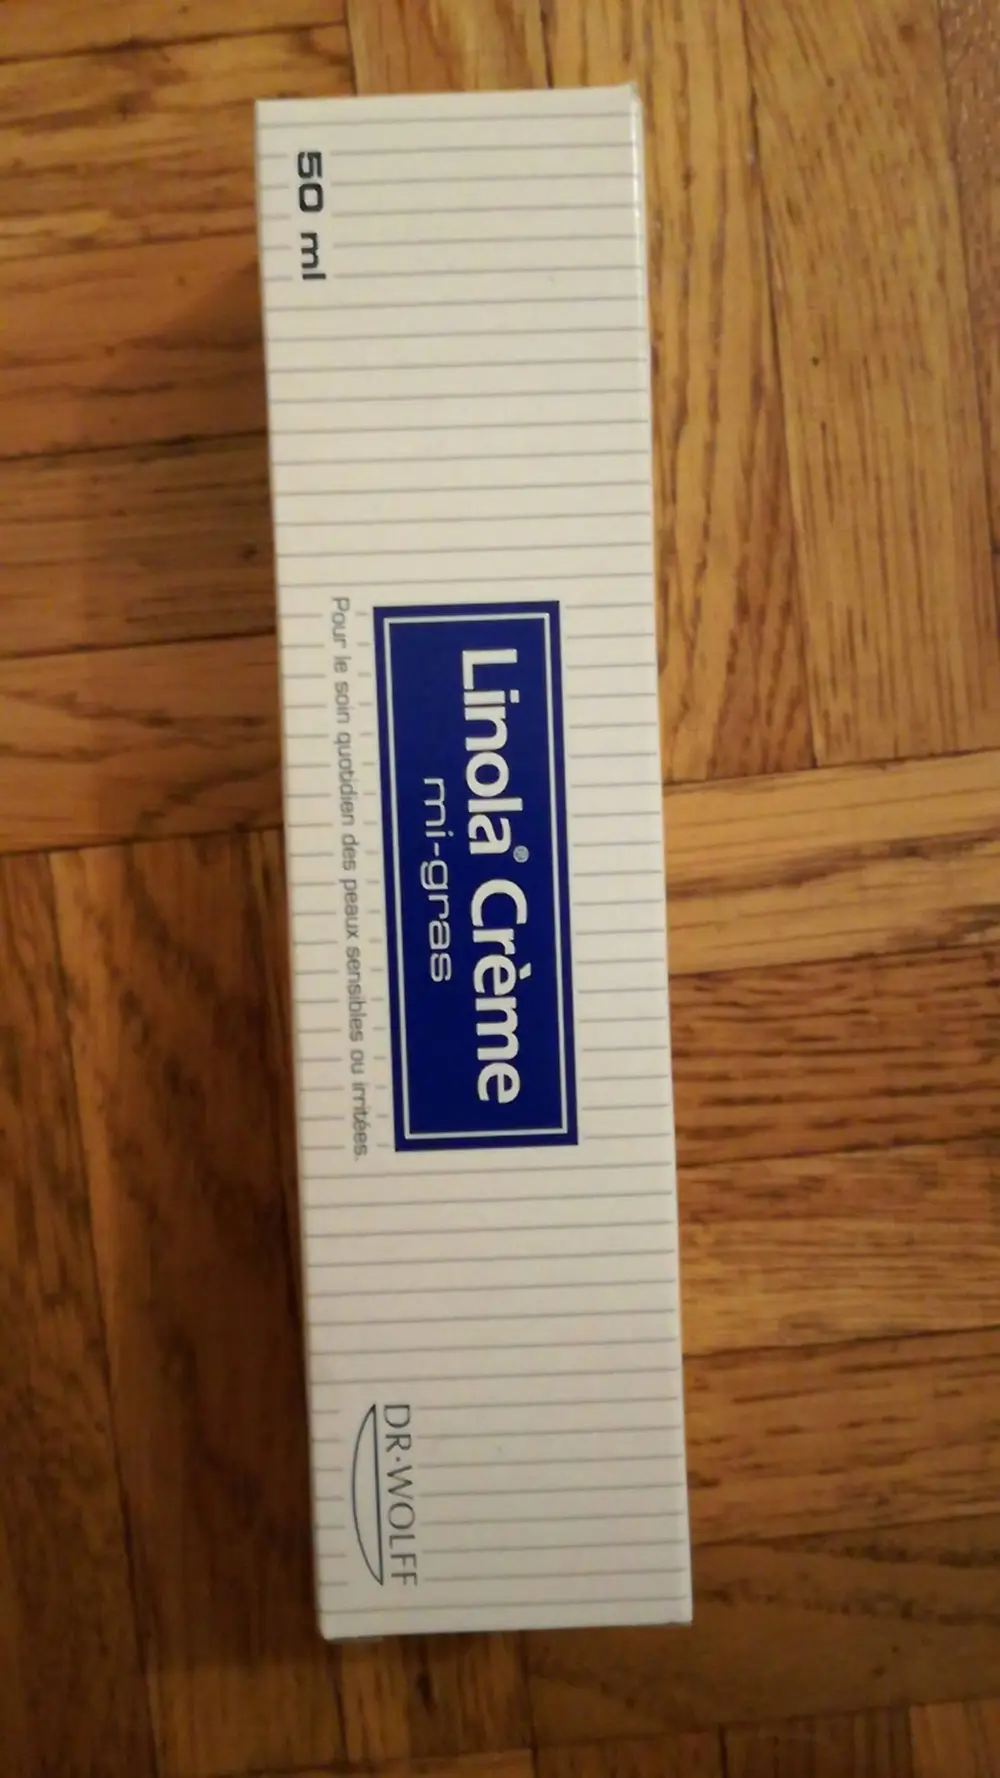 Linola® Crème
mi-gras
Pour le soin quotidien des peaux sensibles ou irritées.
50 ml
DR·WOLFF